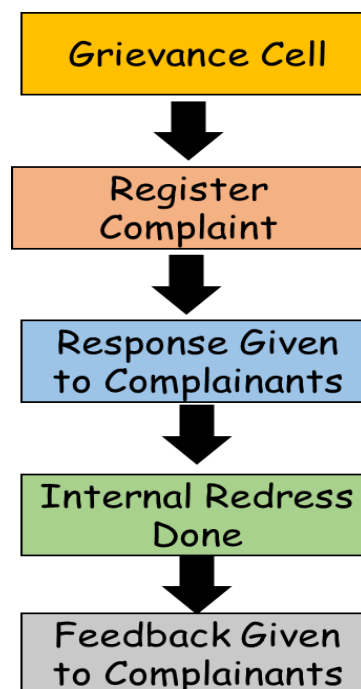 Grievance Cell
Register
Complaint
Response Given
to Complainants
Internal Redress
Done
Feedback Given
to Complainants